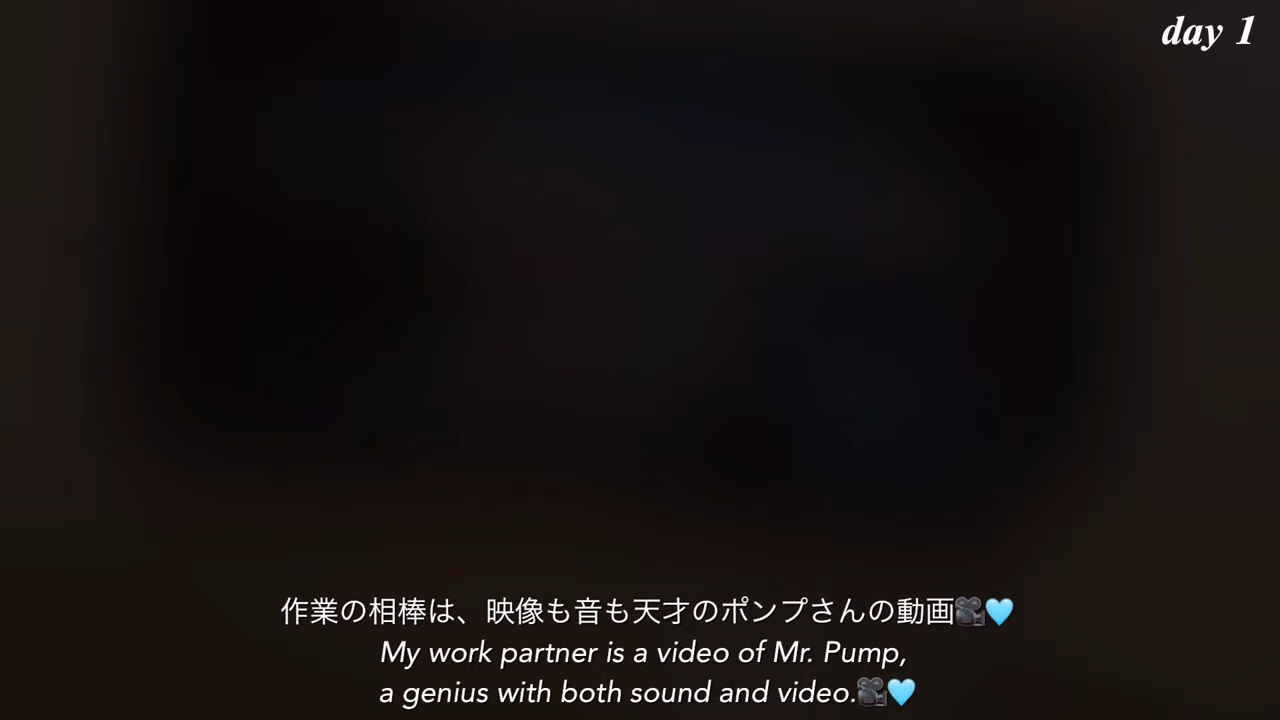 day 1
作業の相棒は、映像も音も天才のポンプさんの動画🎥🩵
My work partner is a video of Mr. Pump,
a genius with both sound and video.🎥🩵